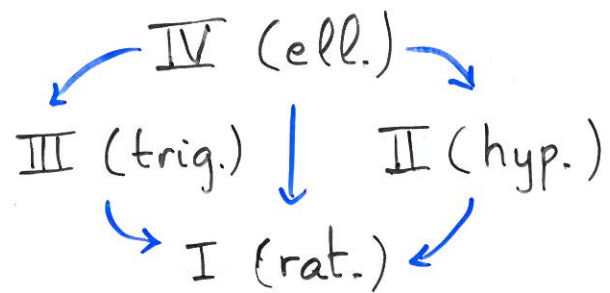 IV (ell.)
III (trig.) II (hyp.)
I (rat.)